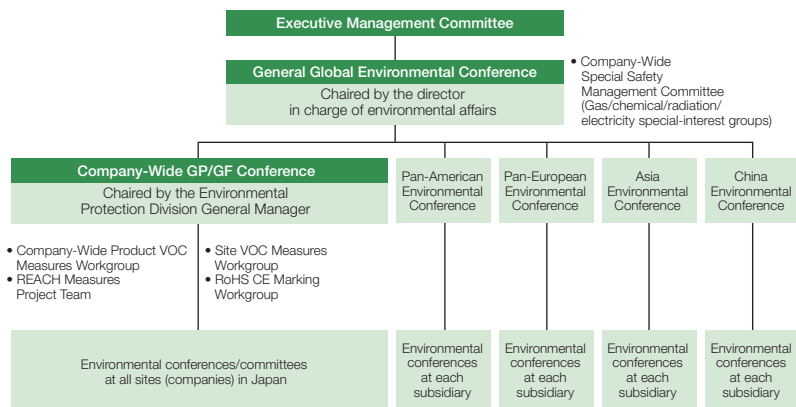 Executive Management Committee
General Global Environmental Conference
Chaired by the director
in charge of environmental affairs
• Company-Wide
Special Safety
Management Committee
(Gas/chemical/radiation/
electricity special-interest groups)
Company-Wide GP/GF Conference
Chaired by the Environmental
Protection Division General Manager
Pan-American
Environmental
Conference
Pan-European
Environmental
Conference
Asia
Environmental
Conference
China
Environmental
Conference
• Company-Wide Product VOC
Measures Workgroup
• REACH Measures
Project Team
• Site VOC Measures
Workgroup
• RoHS CE Marking
Workgroup
Environmental conferences/committees
at all sites (companies) in Japan
Environmental
conferences
at each
subsidiary
Environmental
conferences
at each
subsidiary
Environmental
conferences
at each
subsidiary
Environmental
conferences
at each
subsidiary